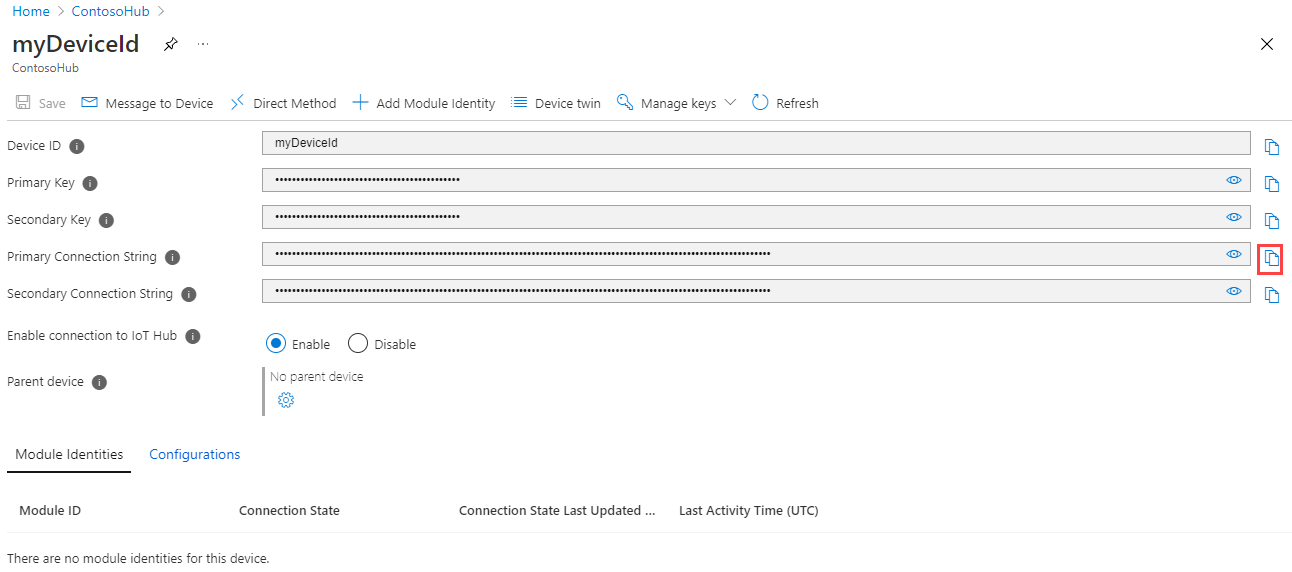 Home > ContosoHub >
myDeviceId ...
ContosoHub
Save Message to Device Direct Method Add Module Identity Device twin Manage keys Refresh
Device ID myDeviceId
Primary Key ••••••••••••••••••••••••••••••••••••••••••••
Secondary Key ••••••••••••••••••••••••••••••••••••••••••••
Primary Connection String ••••••••••••••••••••••••••••••••••••••••••••••••••••••••••••••••••••••••••••••••••••••••••••••••••••••••••••••••••••••
Secondary Connection String ••••••••••••••••••••••••••••••••••••••••••••••••••••••••••••••••••••••••••••••••••••••••••••••••••••••••••••••••••••••
Enable connection to IoT Hub Enable Disable
Parent device No parent device
Module Identities Configurations
Module ID Connection State Connection State Last Updated ... Last Activity Time (UTC)
There are no module identities for this device.